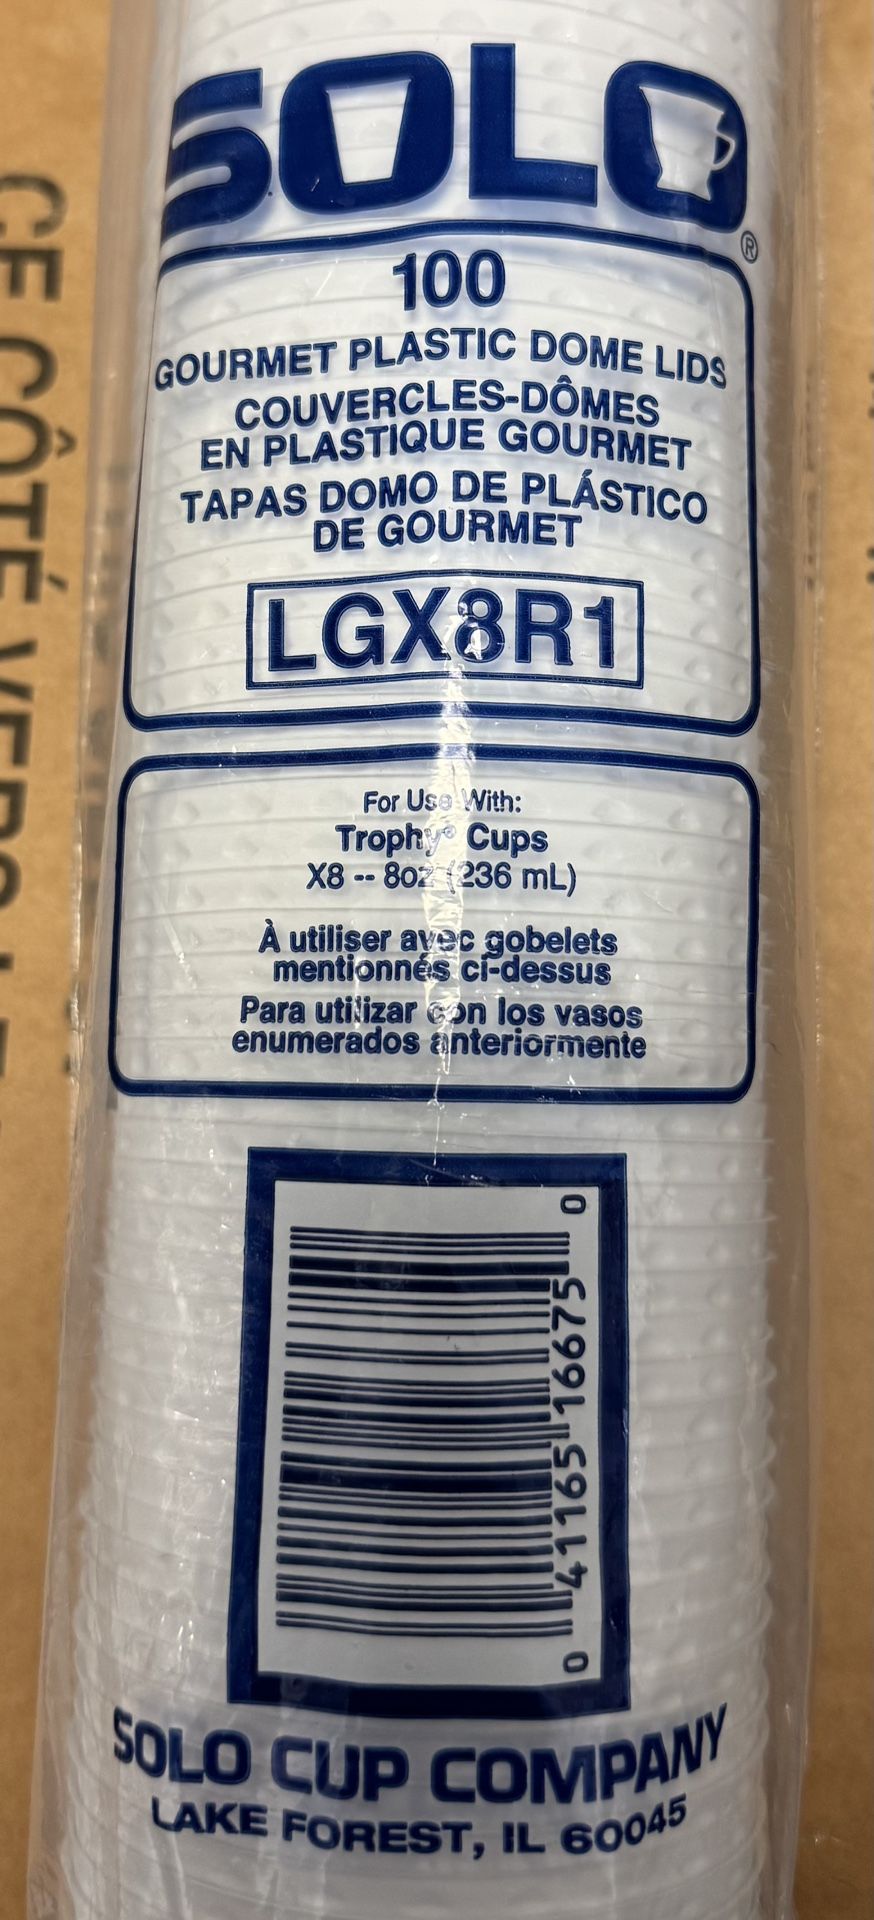 SOLO®
100
GOURMET PLASTIC DOME LIDS
COUVERCLES-DÔMES
EN PLASTIQUE GOURMET
TAPAS DOMO DE PLÁSTICO
DE GOURMET
LGX8R1
For Use With:
Trophy® Cups
X8 -- 8oz (236 mL)
À utiliser avec gobelets
mentionnés ci-dessus
Para utilizar con los vasos
enumerados anteriormente
0 41165 16675 0
SOLO CUP COMPANY
LAKE FOREST, IL 60045
CE CÔTÉ VERS LE